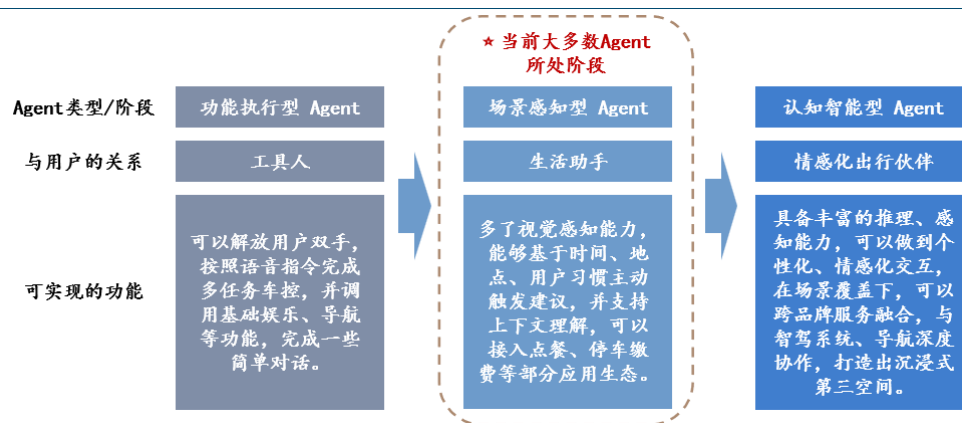 ★ 当前大多数Agent
所处阶段
Agent类型/阶段
功能执行型 Agent
场景感知型 Agent
认知智能型 Agent
与用户的关系
工具人
生活助手
情感化出行伙伴
可实现的功能
可以解放用户双手，
按照语音指令完成
多任务车控，并调
用基础娱乐、导航
等功能，完成一些
简单对话。
多了视觉感知能力，
能够基于时间、地
点、用户习惯主动
触发建议，并支持
上下文理解，可以
接入点餐、停车缴
费等部分应用生态。
具备丰富的推理、感
知能力，可以做到个
性化、情感化交互，
在场景覆盖下，可以
跨品牌服务融合，与
智驾系统、导航深度
协作，打造出沉浸式
第三空间。